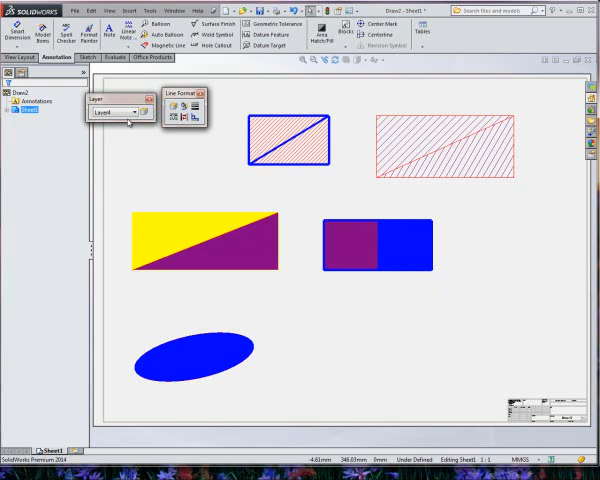 SOLIDWORKS File Edit View Insert Tools Window Help Draw2 - Sheet1 * Search files and models
Smart Dimension Model Items Spell Checker Format Painter Note Linear Note ... Balloon Surface Finish Geometric Tolerance Area Hatch/Fill Blocks Center Mark Tables
Auto Balloon Weld Symbol Datum Feature Centerline
Magnetic Line Hole Callout Datum Target Revision Symbol
View Layout Annotation Sketch Evaluate Office Products
Draw2
Annotations
Sheet1
Layer
Layer4
Line Format
Sheet1
SolidWorks Premium 2014 -4.61mm 346.03mm 0mm Under Defined Editing Sheet1 1 : 1 MMGS